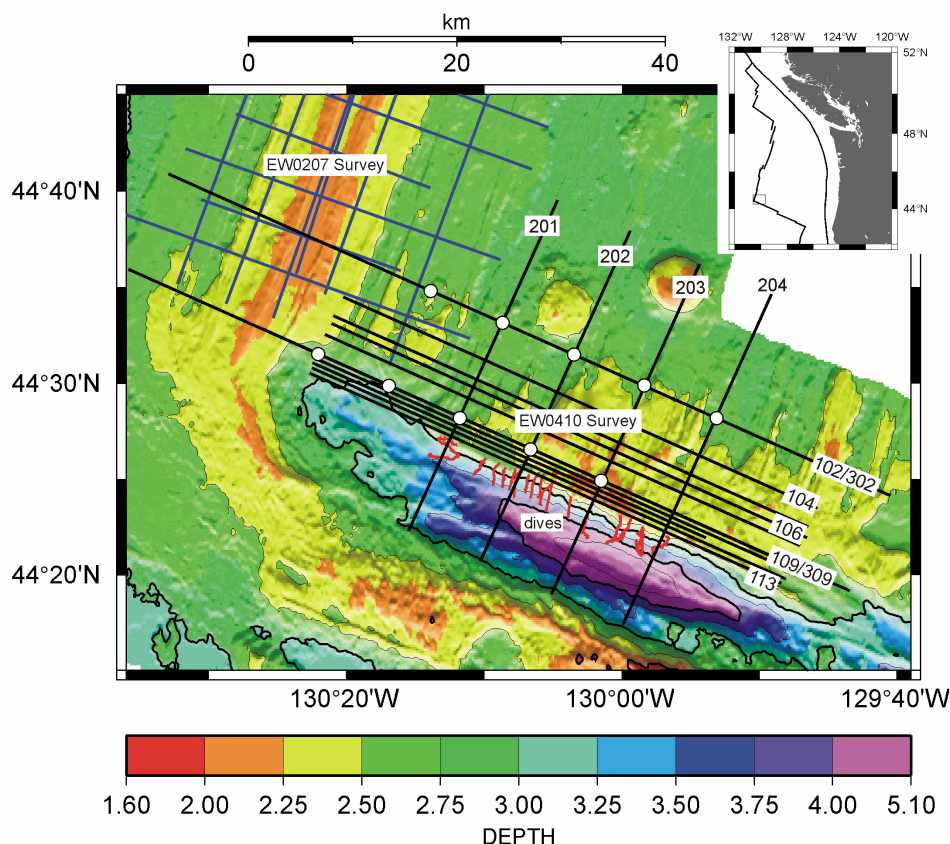 km
0 20 40
132°W 128°W 124°W 120°W
52°N
48°N
44°N
44°40'N
44°30'N
44°20'N
EW0207 Survey
201
202
203
204
EW0410 Survey
dives
102/302
104
106
109/309
113
130°20'W 130°00'W 129°40'W
1.60 2.00 2.25 2.50 2.75 3.00 3.25 3.50 3.75 4.00 5.10
DEPTH